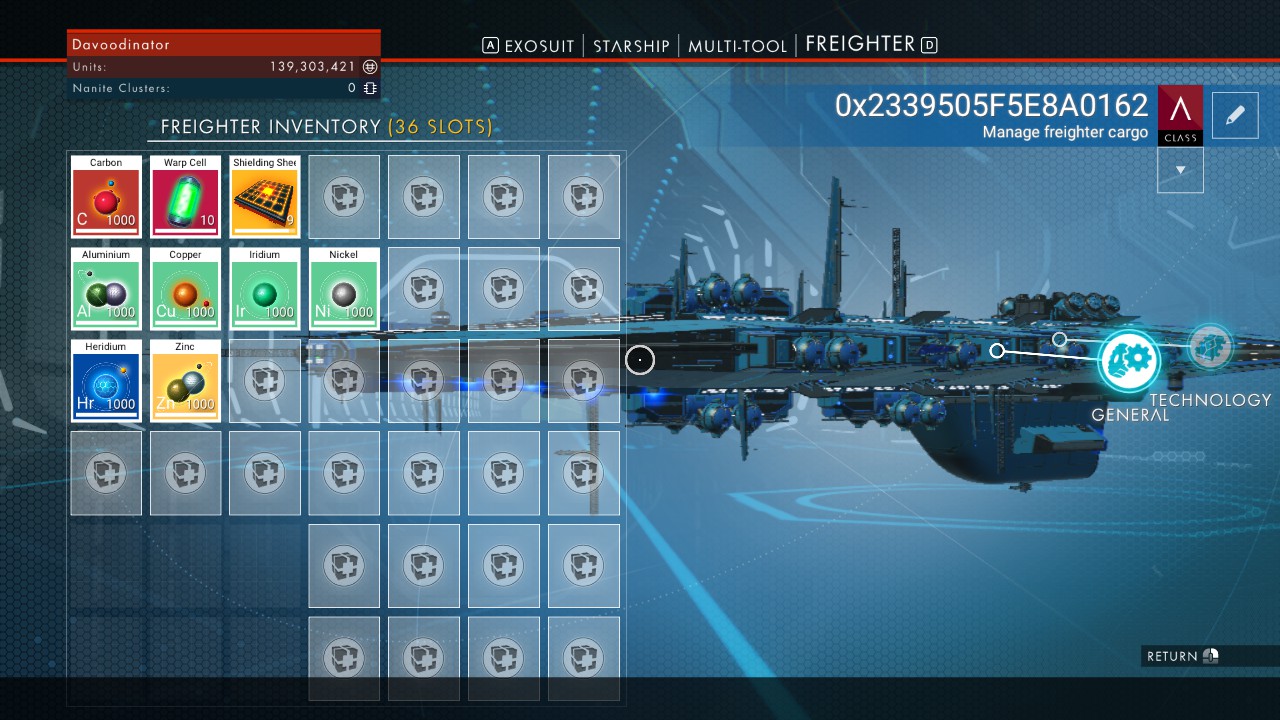 Davoodinator
Units: 139,303,421
Nanite Clusters: 0
A EXOSUIT STARSHIP MULTI-TOOL FREIGHTER D
0x2339505F5E8A0162
Manage freighter cargo
CLASS
FREIGHTER INVENTORY (36 SLOTS)
Carbon Warp Cell Shielding Shee
C 1000 10 9
Aluminium Copper Iridium Nickel
Al 1000 Cu 1000 Ir 1000 Ni 1000
Heridium Zinc
Hr 1000 Zn 1000
TECHNOLOGY
GENERAL
RETURN